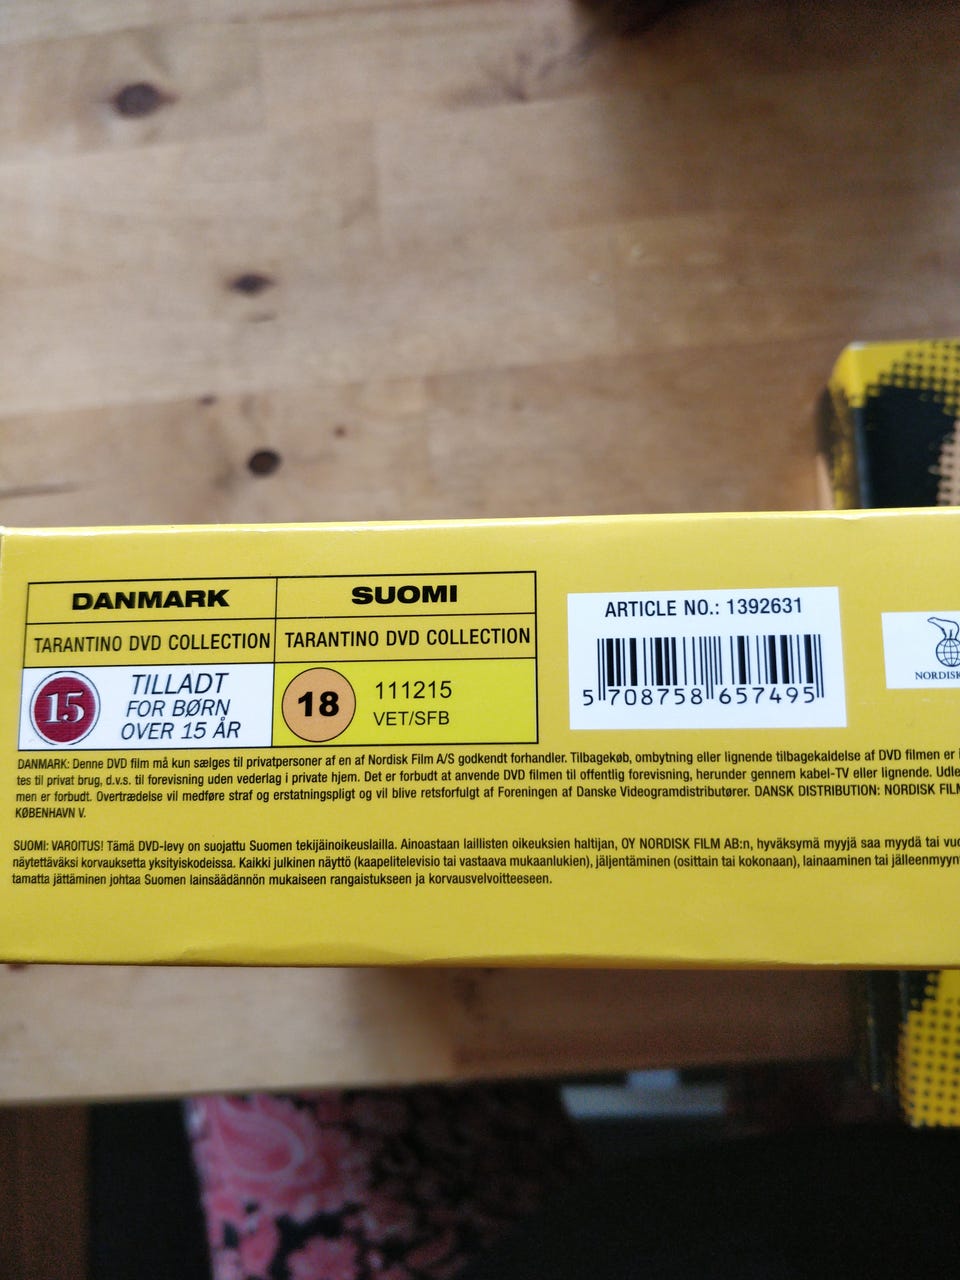 DANMARK
SUOMI
TARANTINO DVD COLLECTION
TARANTINO DVD COLLECTION
15
TILLADT
FOR BØRN
OVER 15 ÅR
18
111215
VET/SFB
ARTICLE NO.: 1392631
5 708758 657495
NORDISK
DANMARK: Denne DVD film må kun sælges til privatpersoner af en af Nordisk Film A/S godkendt forhandler. Tilbagekøb, ombytning eller lignende tilbagekaldelse af DVD filmen er
tes til privat brug, d.v.s. til forevisning uden vederlag i private hjem. Det er forbudt at anvende DVD filmen til offentlig forevisning, herunder gennem kabel-TV eller lignende. Udle
men er forbudt. Overtrædelse vil medføre straf og erstatningspligt og vil blive retsforfulgt af Foreningen af Danske Videogramdistributører. DANSK DISTRIBUTION: NORDISK FILM
KØBENHAVN V.
SUOMI: VAROITUS! Tämä DVD-levy on suojattu Suomen tekijäinoikeuslailla. Ainoastaan laillisten oikeuksien haltijan, OY NORDISK FILM AB:n, hyväksymä myyjä saa myydä tai vuo
näytettäväksi korvauksetta yksityiskodeissa. Kaikki julkinen näyttö (kaapelitelevisio tai vastaava mukaanlukien), jäljentäminen (osittain tai kokonaan), lainaaminen tai jälleenmyynt
tamatta jättäminen johtaa Suomen lainsäädännön mukaiseen rangaistukseen ja korvausvelvoitteeseen.